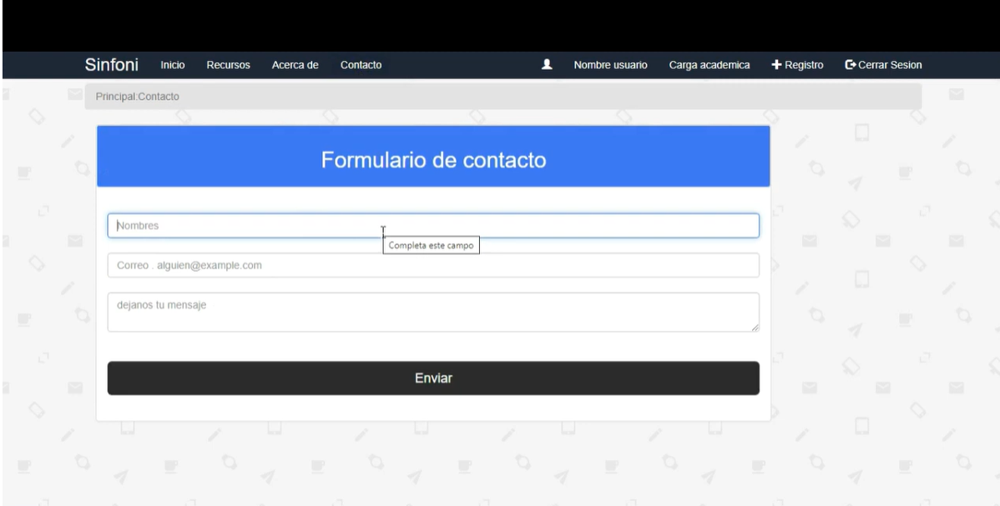 Sinfoni Inicio Recursos Acerca de Contacto Nombre usuario Carga academica Registro Cerrar Sesion
Principal:Contacto
Formulario de contacto
Nombres
Completa este campo
Correo . alguien@example.com
dejanos tu mensaje
Enviar